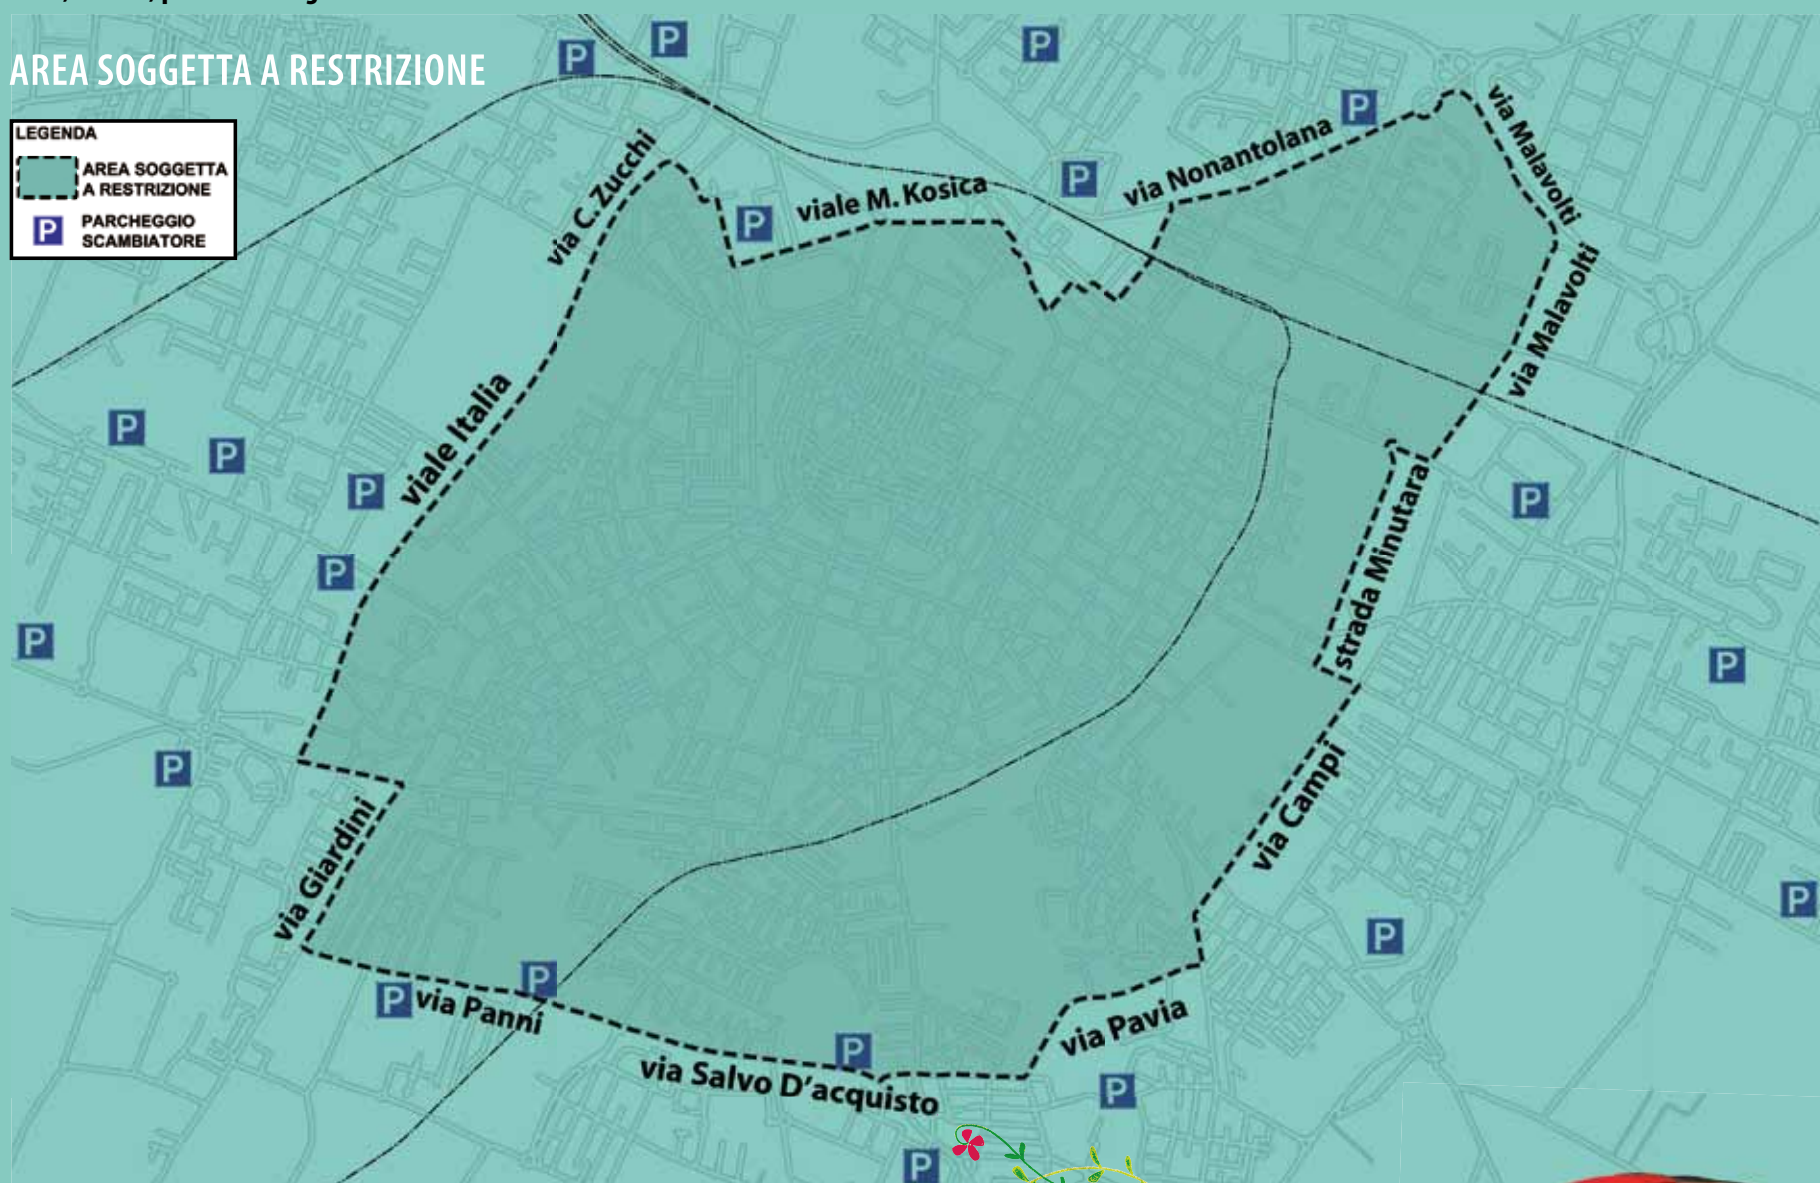 AREA SOGGETTA A RESTRIZIONE
LEGENDA
AREA SOGGETTA
A RESTRIZIONE
P
PARCHEGGIO
SCAMBIATORE
P
P
P
P
via Malavolti
via Nonantolana
via C. Zucchi
P
viale M. Kosica
P
via Malavolti
viale Italia
P
P
P
P
strada Minutara
P
P
P
P
via Campi
via Giardini
P
P
P
P
via Panni
via Pavia
P
via Salvo D'acquisto
P
P